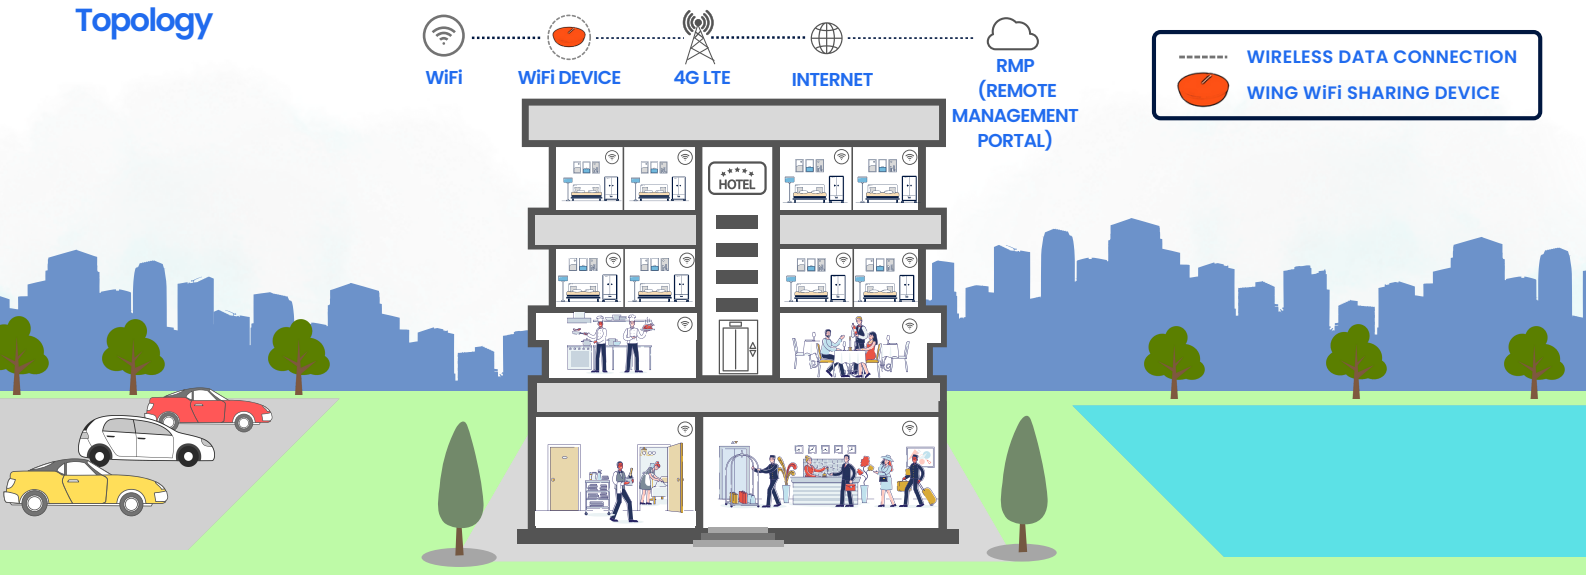 Topology
WiFi
WiFi DEVICE
4G LTE
INTERNET
RMP
(REMOTE
MANAGEMENT
PORTAL)
WIRELESS DATA CONNECTION
WING WiFi SHARING DEVICE
HOTEL